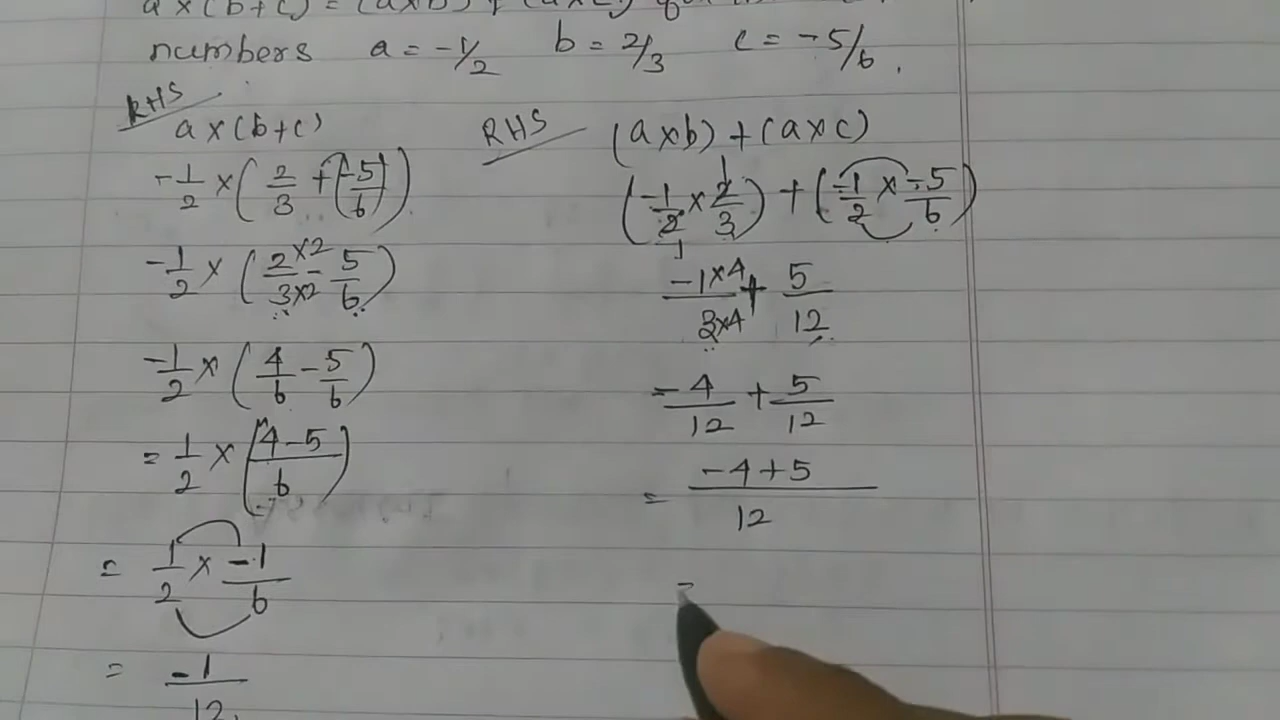 a × (b+c) = (a×b) + (a×c)
numbers a = -1/2 b = 2/3 c = -5/6 .
RHS
a × (b+c)
-1/2 × ( 2/3 + (-5/6) )
-1/2 × ( 2×2/3×2 - 5/6 )
-1/2 × ( 4/6 - 5/6 )
= 1/2 × ( 4-5/6 )
= 1/2 × -1/6
= -1/12
RHS (a×b) + (a×c)
( -1/2 × 2/3 ) + ( -1/2 × -5/6 )
1
1
-1×4/3×4 + 5/12
-4/12 + 5/12
= -4+5/12
=